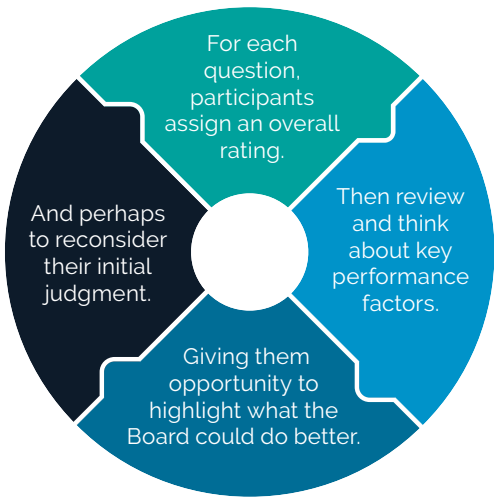 For each
question,
participants
assign an overall
rating.
Then review
and think
about key
performance
factors.
Giving them
opportunity to
highlight what the
Board could do better.
And perhaps
to reconsider
their initial
judgment.